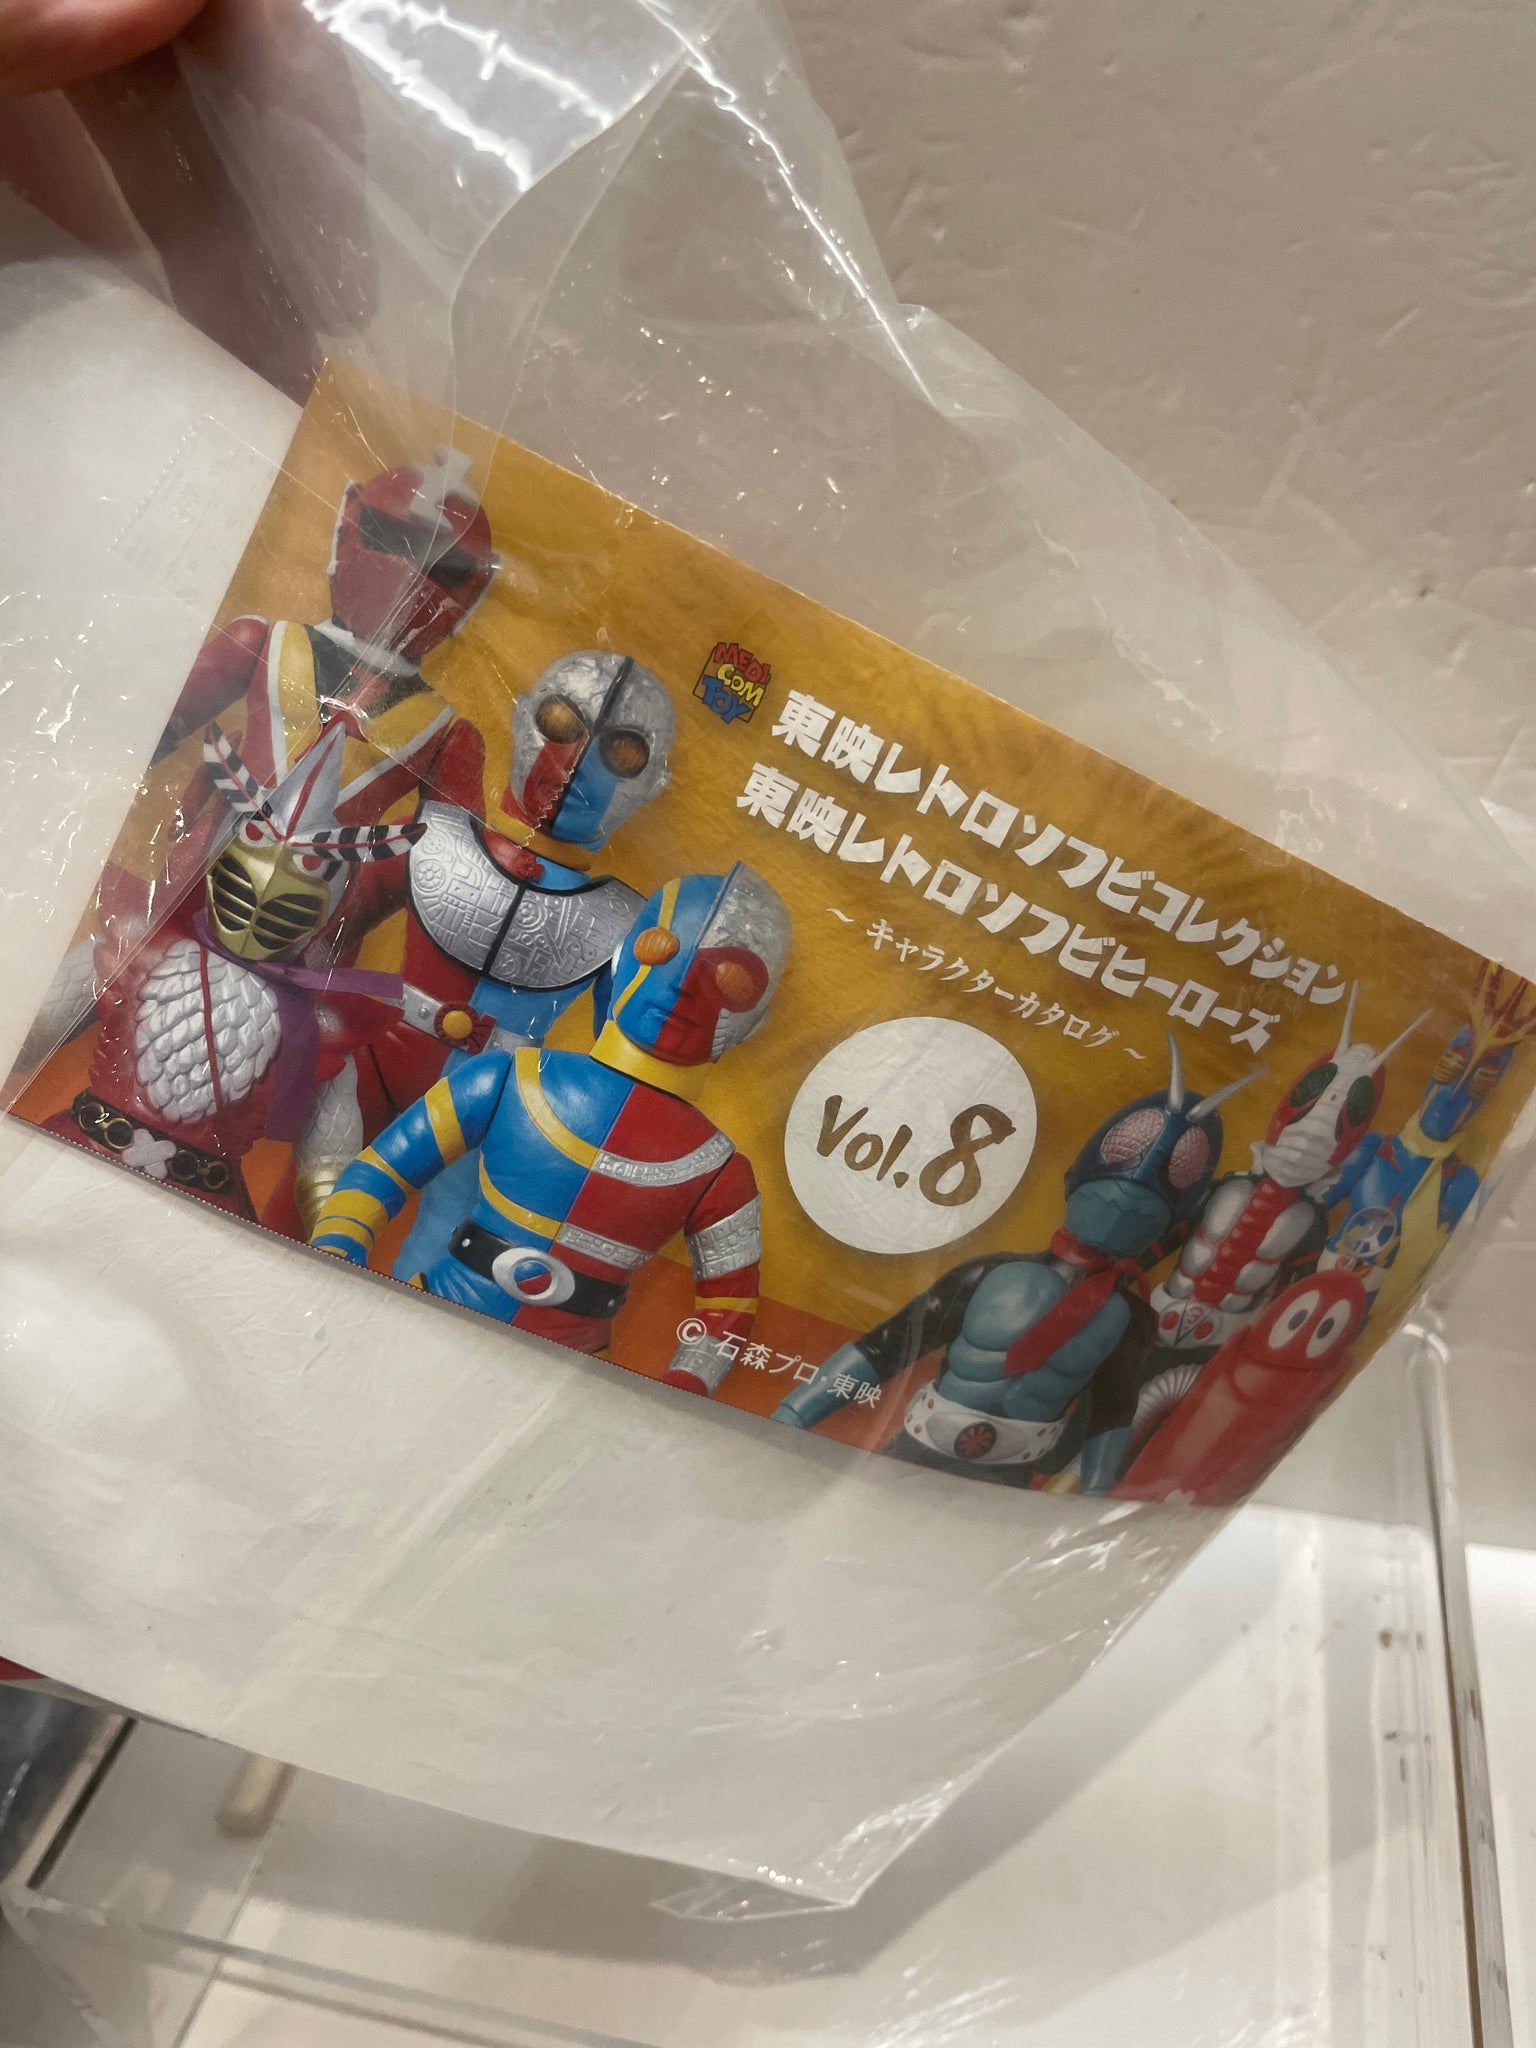 MEDI
COM
TOY
東映レトロソフビコレクション
東映レトロソフビヒーローズ
～ キャラクターカタログ ～
Vol.8
© 石森プロ・東映